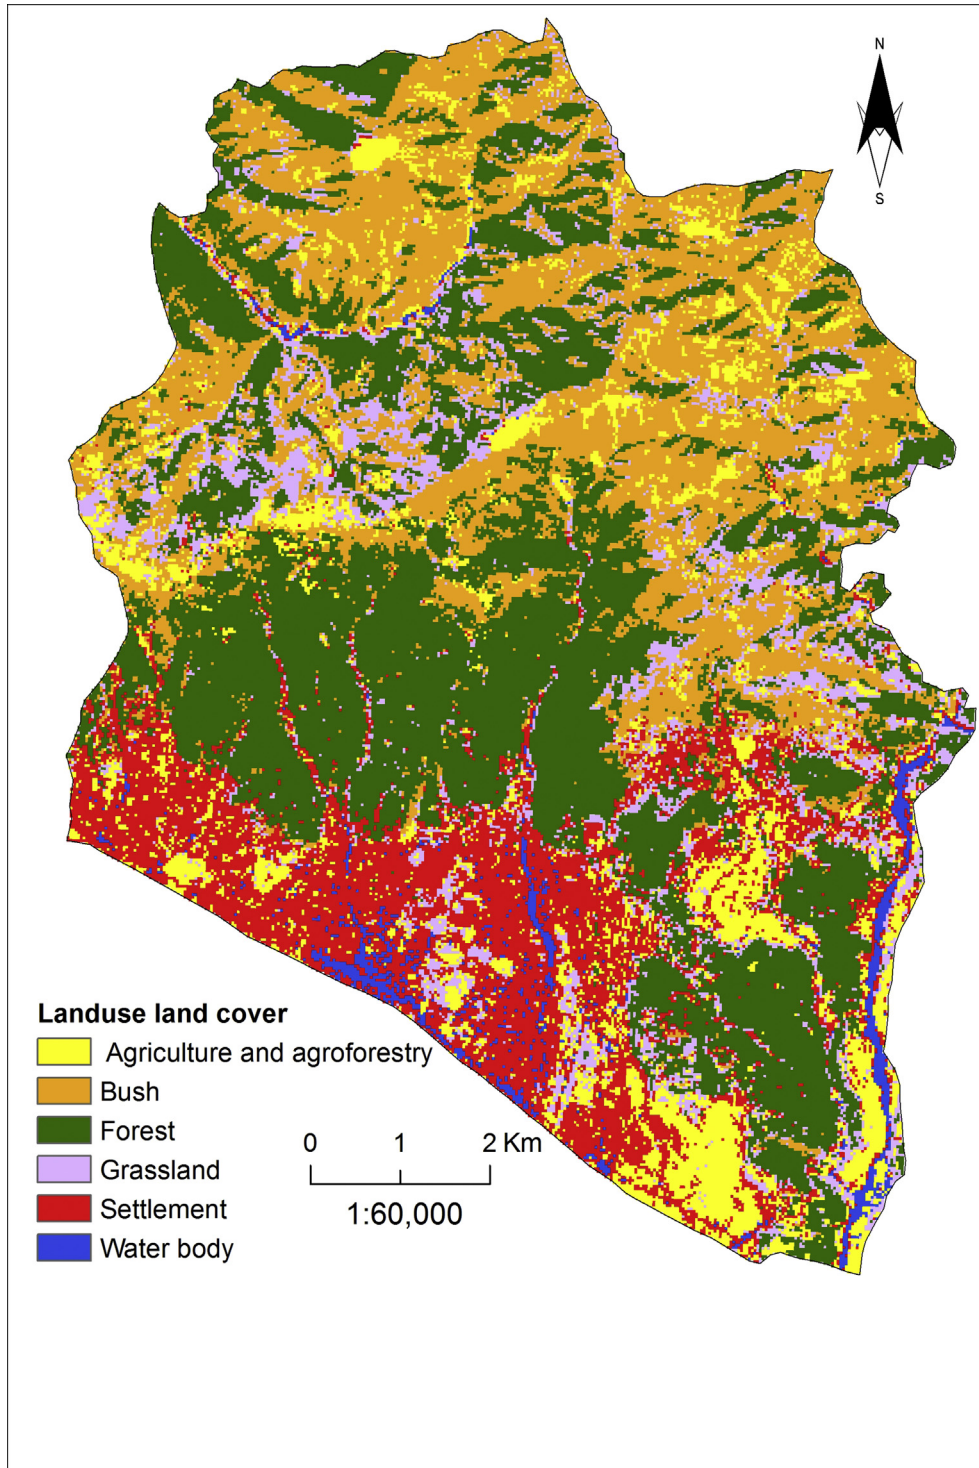 N
S
Landuse land cover
Agriculture and agroforestry
Bush
Forest
Grassland
Settlement
Water body
0 1 2 Km
1:60,000